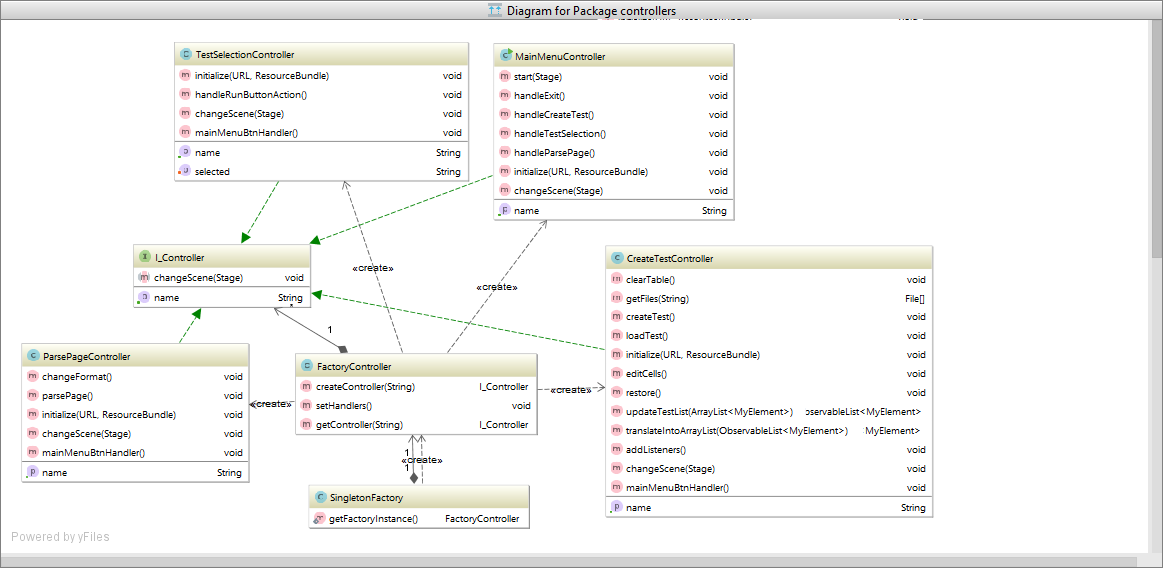 Diagram for Package controllers
void
TestSelectionController
initialize(URL, ResourceBundle) void
handleRunButtonAction() void
changeScene(Stage) void
mainMenuBtnHandler() void
name String
selected String
MainMenuController
start(Stage) void
handleExit() void
handleCreateTest() void
handleTestSelection() void
handleParsePage() void
initialize(URL, ResourceBundle) void
changeScene(Stage) void
name String
I_Controller
changeScene(Stage) void
name String
*
1
«create»
«create»
CreateTestController
clearTable() void
getFiles(String) File[]
createTest() void
loadTest() void
initialize(URL, ResourceBundle) void
editCells() void
restore() void
updateTestList(ArrayList<MyElement>) bservableList<MyElement>
translateIntoArrayList(ObservableList<MyElement>) MyElement>
addListeners() void
changeScene(Stage) void
mainMenuBtnHandler() void
name String
ParsePageController
changeFormat() void
parsePage() void
initialize(URL, ResourceBundle) void
changeScene(Stage) void
mainMenuBtnHandler() void
name String
«create»
FactoryController
createController(String) I_Controller
setHandlers() void
getController(String) I_Controller
«create»
1
«create»
1
SingletonFactory
getFactoryInstance() FactoryController
Powered by yFiles